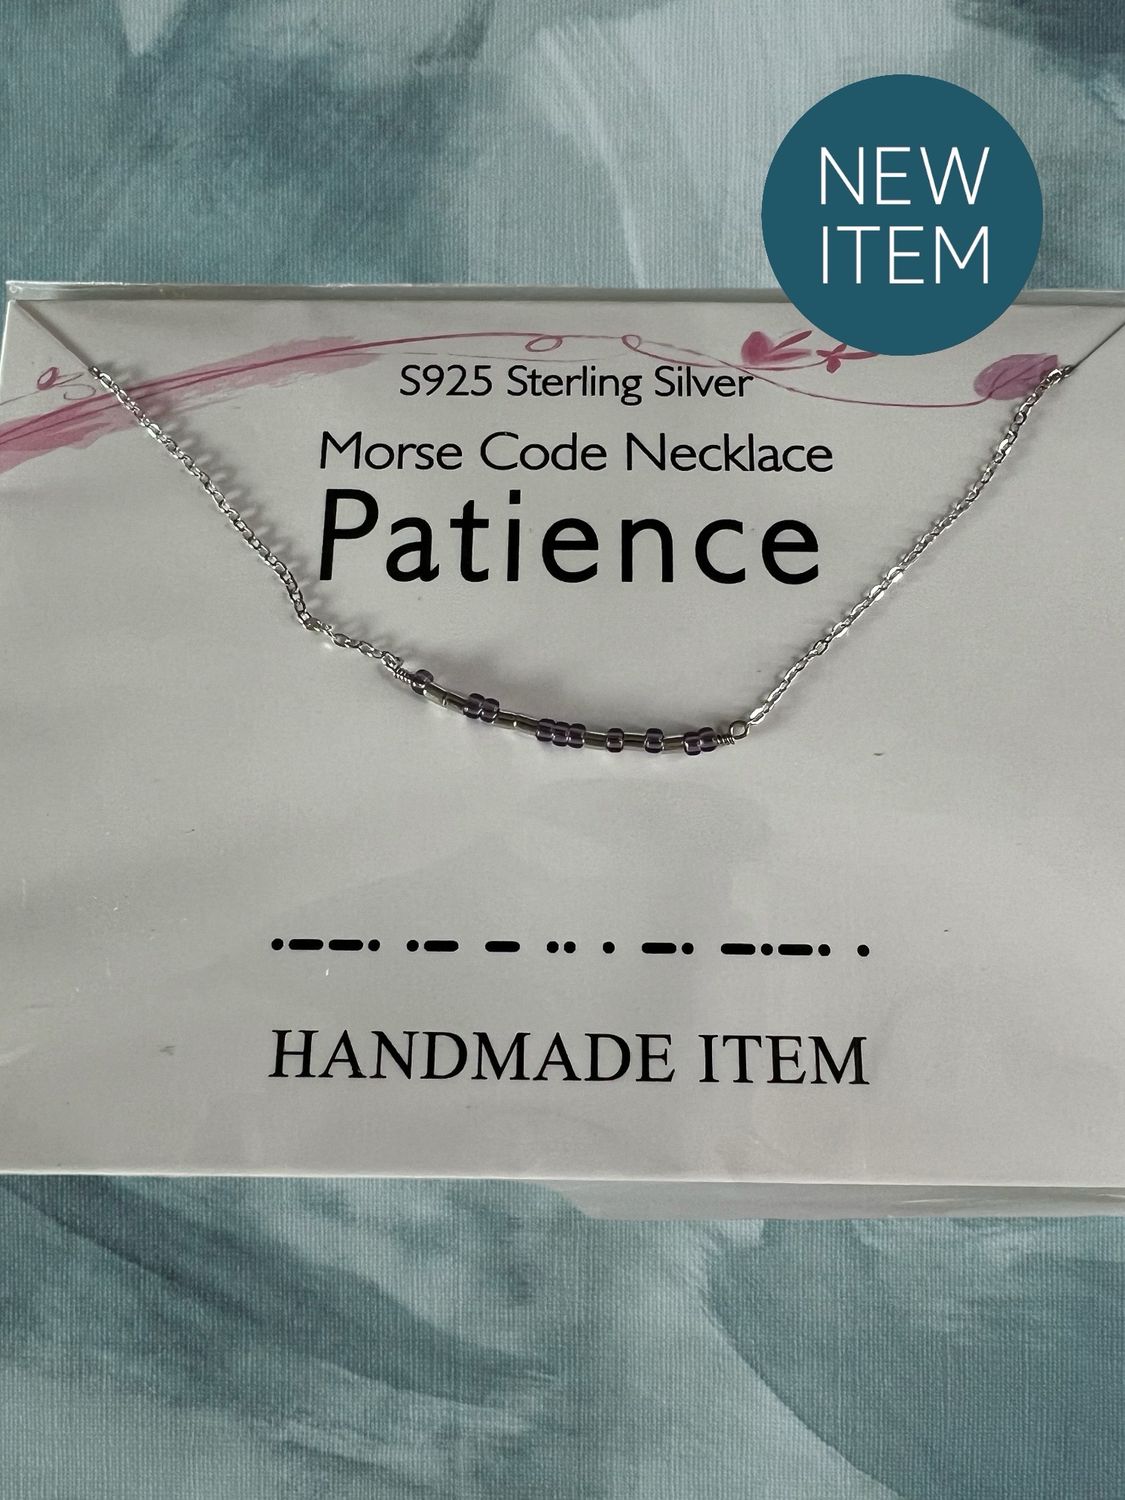 NEW
ITEM
S925 Sterling Silver
Morse Code Necklace
Patience
·——· ·— — ·· · —· —·—· ·
HANDMADE ITEM